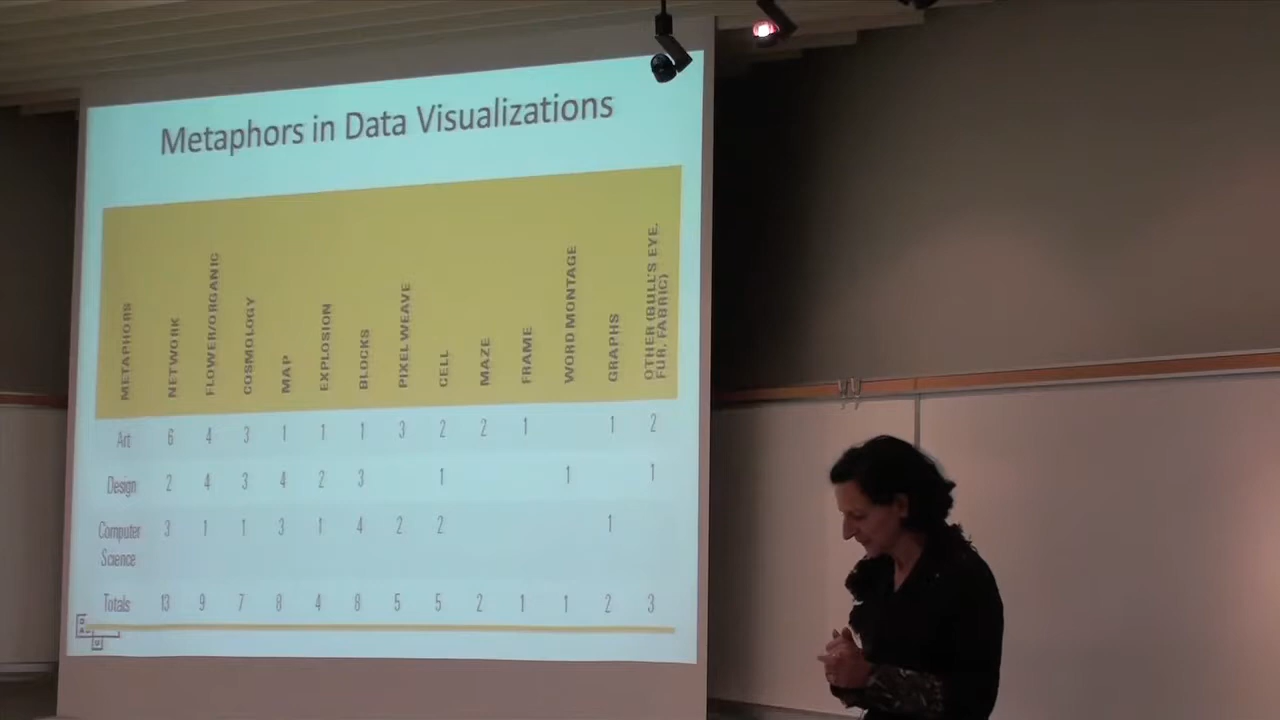 Metaphors in Data Visualizations
METAPHORS NETWORK FLOWER/ORGANIC COSMOLOGY MAP EXPLOSION BLOCKS PIXEL WEAVE CELL MAZE FRAME WORD MONTAGE GRAPHS OTHER (BULL'S EYE. FUR. FABRIC)
Art 6 4 3 1 1 1 3 2 2 1 1 2
Design 2 4 3 4 2 3 1 1 1
Computer Science 3 1 1 3 1 4 2 2 1
Totals 13 9 7 8 4 8 5 5 2 1 1 2 3